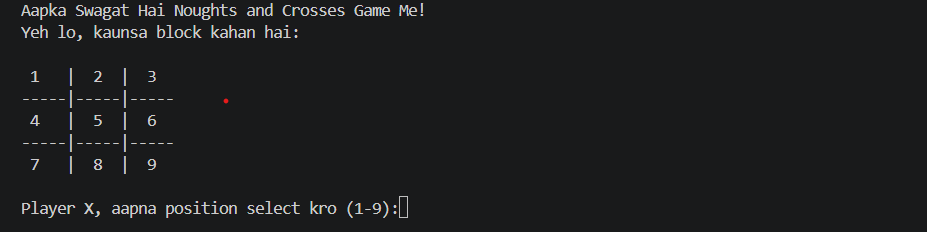 Aapka Swagat Hai Noughts and Crosses Game Me!
Yeh lo, kaunsa block kahan hai:
1 | 2 | 3
-----|-----|-----
4 | 5 | 6
-----|-----|-----
7 | 8 | 9
Player X, aapna position select kro (1-9):